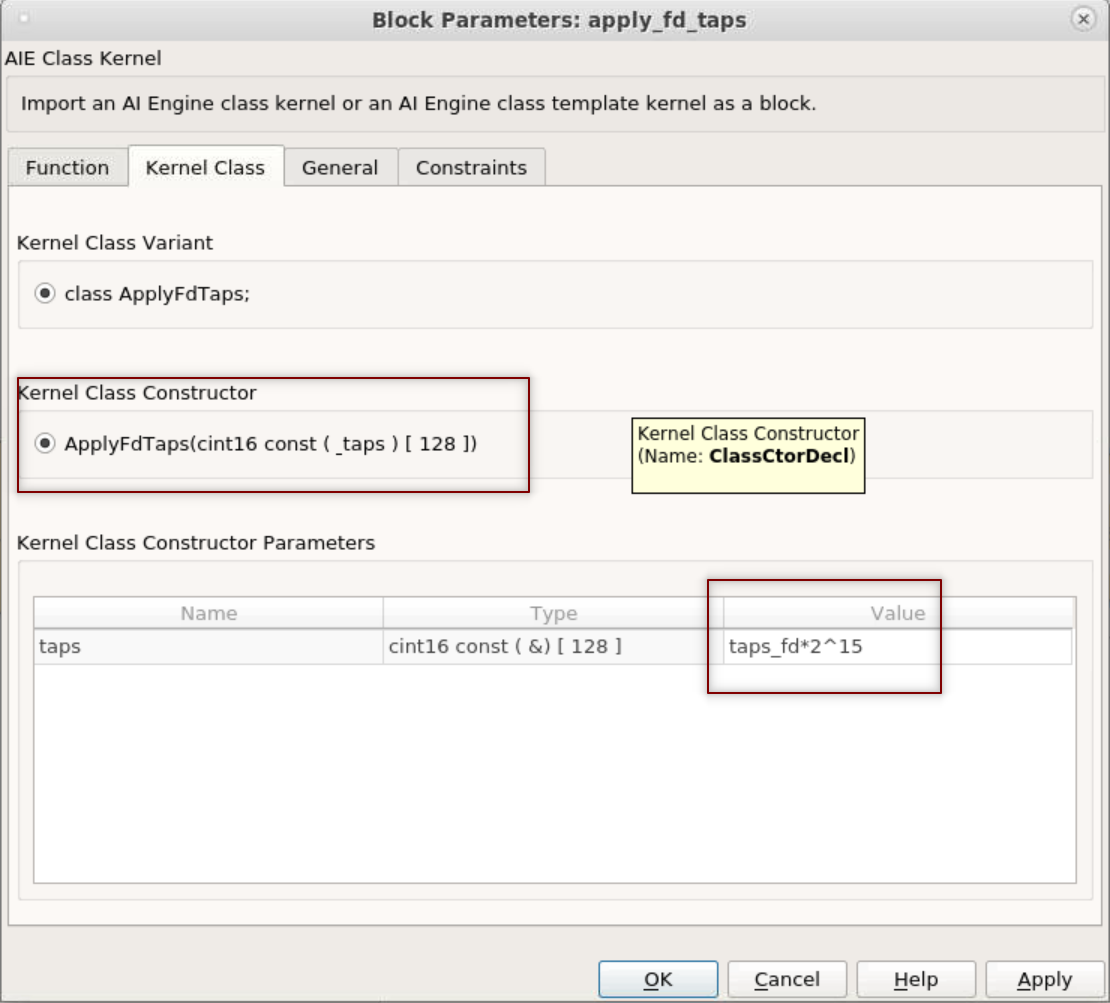 Block Parameters: apply_fd_taps
AIE Class Kernel
Import an AI Engine class kernel or an AI Engine class template kernel as a block.
Function Kernel Class General Constraints
Kernel Class Variant
class ApplyFdTaps;
Kernel Class Constructor
ApplyFdTaps(cint16 const ( _taps ) [ 128 ])
Kernel Class Constructor
(Name: ClassCtorDecl)
Kernel Class Constructor Parameters
Name Type Value
taps cint16 const ( &) [ 128 ] taps_fd*2^15
OK Cancel Help Apply